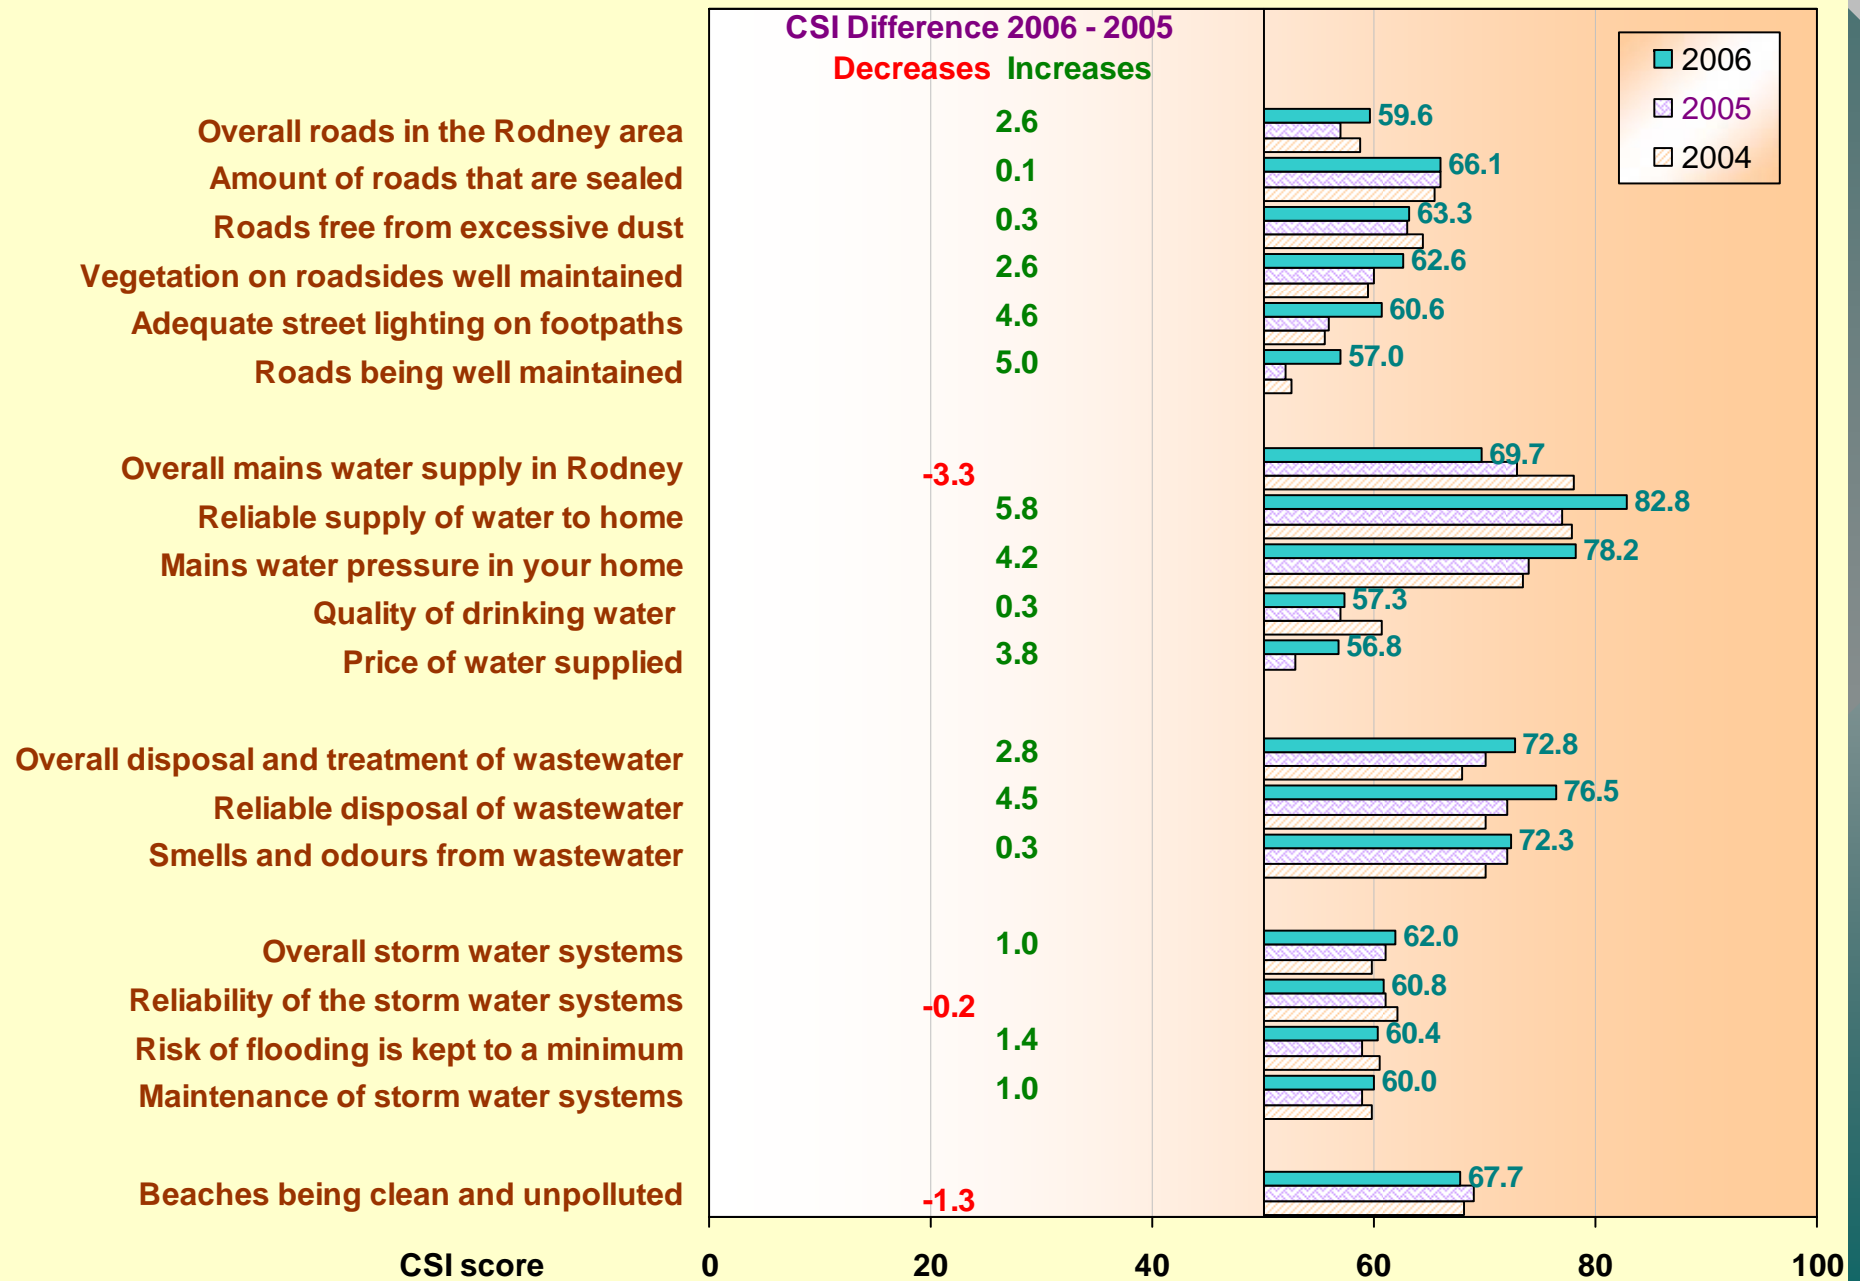 CSI Difference 2006 - 2005
Decreases Increases
2006
2005
2004
Overall roads in the Rodney area 2.6 59.6
Amount of roads that are sealed 0.1 66.1
Roads free from excessive dust 0.3 63.3
Vegetation on roadsides well maintained 2.6 62.6
Adequate street lighting on footpaths 4.6 60.6
Roads being well maintained 5.0 57.0
Overall mains water supply in Rodney -3.3 69.7
Reliable supply of water to home 5.8 82.8
Mains water pressure in your home 4.2 78.2
Quality of drinking water 0.3 57.3
Price of water supplied 3.8 56.8
Overall disposal and treatment of wastewater 2.8 72.8
Reliable disposal of wastewater 4.5 76.5
Smells and odours from wastewater 0.3 72.3
Overall storm water systems 1.0 62.0
Reliability of the storm water systems -0.2 60.8
Risk of flooding is kept to a minimum 1.4 60.4
Maintenance of storm water systems 1.0 60.0
Beaches being clean and unpolluted -1.3 67.7
CSI score 0 20 40 60 80 100